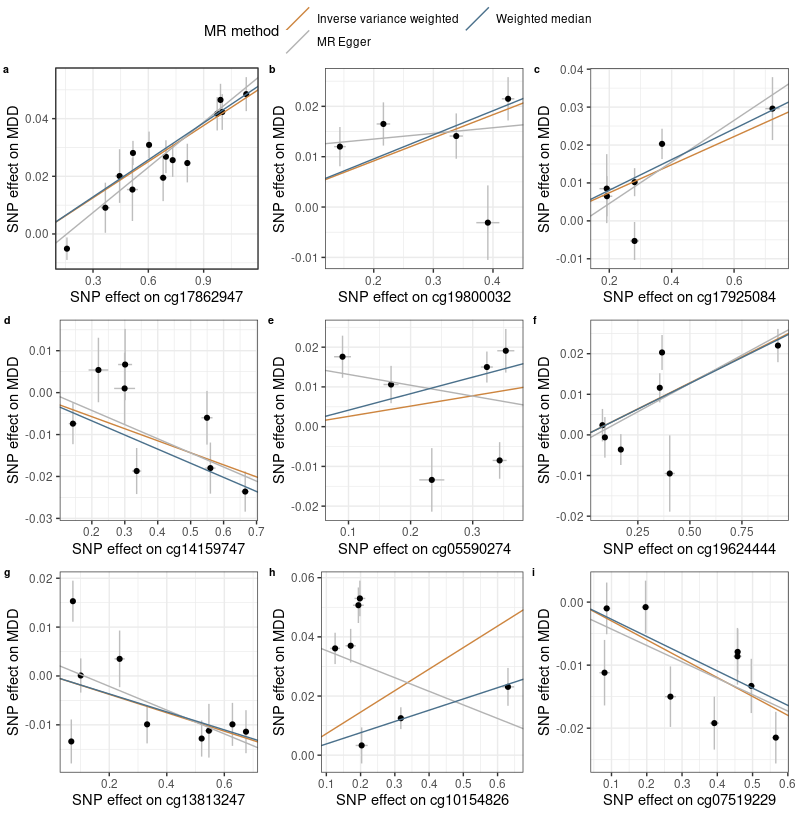 MR method
Inverse variance weighted
Weighted median
MR Egger
a
b
c
SNP effect on MDD
0.04
0.02
0.00
0.3
0.6
0.9
SNP effect on cg17862947
SNP effect on MDD
0.02
0.01
0.00
-0.01
0.2
0.3
0.4
SNP effect on cg19800032
SNP effect on MDD
0.04
0.03
0.02
0.01
0.00
-0.01
0.2
0.4
0.6
SNP effect on cg17925084
d
e
f
SNP effect on MDD
0.01
0.00
-0.01
-0.02
-0.03
0.2
0.3
0.4
0.5
0.6
0.7
SNP effect on cg14159747
SNP effect on MDD
0.02
0.01
0.00
-0.01
-0.02
0.1
0.2
0.3
SNP effect on cg05590274
SNP effect on MDD
0.02
0.01
0.00
-0.01
-0.02
0.25
0.50
0.75
SNP effect on cg19624444
g
h
i
SNP effect on MDD
0.02
0.01
0.00
-0.01
0.2
0.4
0.6
SNP effect on cg13813247
SNP effect on MDD
0.06
0.04
0.02
0.00
0.1
0.2
0.3
0.4
0.5
0.6
SNP effect on cg10154826
SNP effect on MDD
0.00
-0.01
-0.02
0.1
0.2
0.3
0.4
0.5
0.6
SNP effect on cg07519229